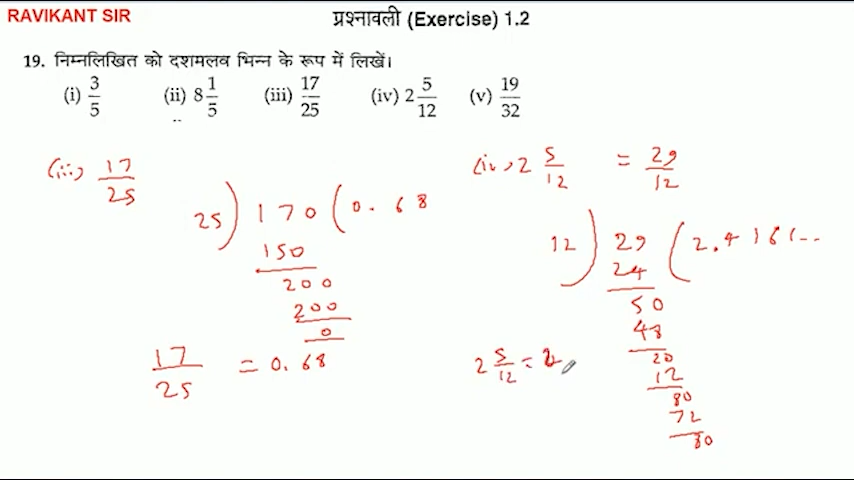 RAVIKANT SIR
प्रश्नावली (Exercise) 1.2
19. निम्नलिखित को दशमलव भिन्न के रूप में लिखें।
(i) 3/5 (ii) 8 1/5 (iii) 17/25 (iv) 2 5/12 (v) 19/32
(iii) 17/25
25 ) 170 ( 0.68
150
200
200
0
17/25 = 0.68
(iv) 2 5/12 = 29/12
12 ) 29 ( 2.4161--
24
50
48
20
12
80
72
80
2 5/12 = 2